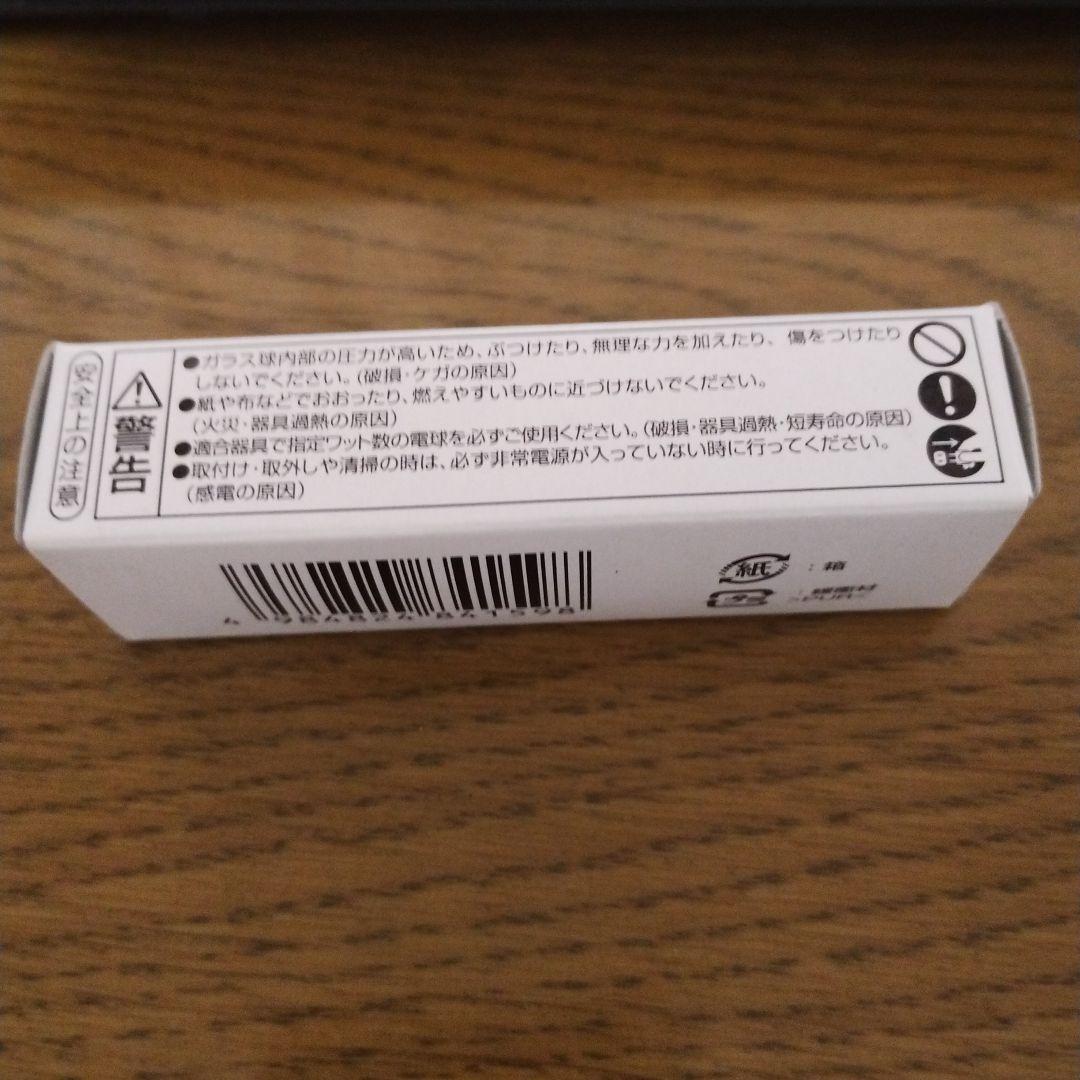 安全上の注意
警告
●ガラス球内部の圧力が高いため、ぶつけたり、無理な力を加えたり、傷をつけたり
しないでください。(破損・ケガの原因)
●紙や布などでおおったり、燃えやすいものに近づけないでください。
(火災・器具過熱の原因)
●適合器具で指定ワット数の電球を必ずご使用ください。(破損・器具過熱・短寿命の原因)
●取付け・取外しや清掃の時は、必ず非常電源が入っていない時に行ってください。
(感電の原因)
紙 :箱
:緩衝材
>PUR<
4 984824 841598